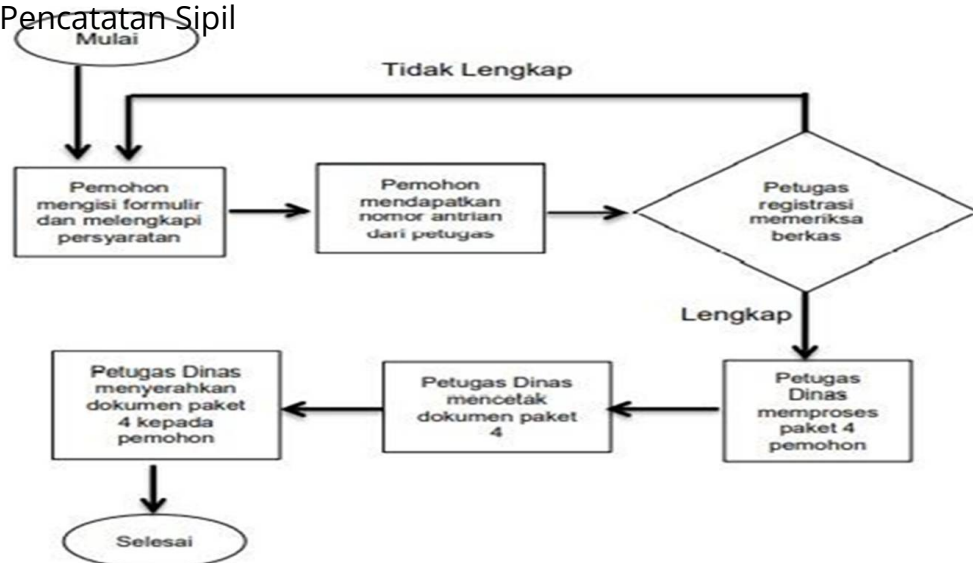 Pencatatan Sipil
Mulai
Tidak Lengkap
Pemohon
mengisi formulir
dan melengkapi
persyaratan
Pemohon
mendapatkan
nomor antrian
dari petugas
Petugas
registrasi
memeriksa
berkas
Lengkap
Petugas
Dinas
memproses
paket 4
pemohon
Petugas Dinas
mencetak
dokumen paket
4
Petugas Dinas
menyerahkan
dokumen paket
4 kepada
pemohon
Selesai